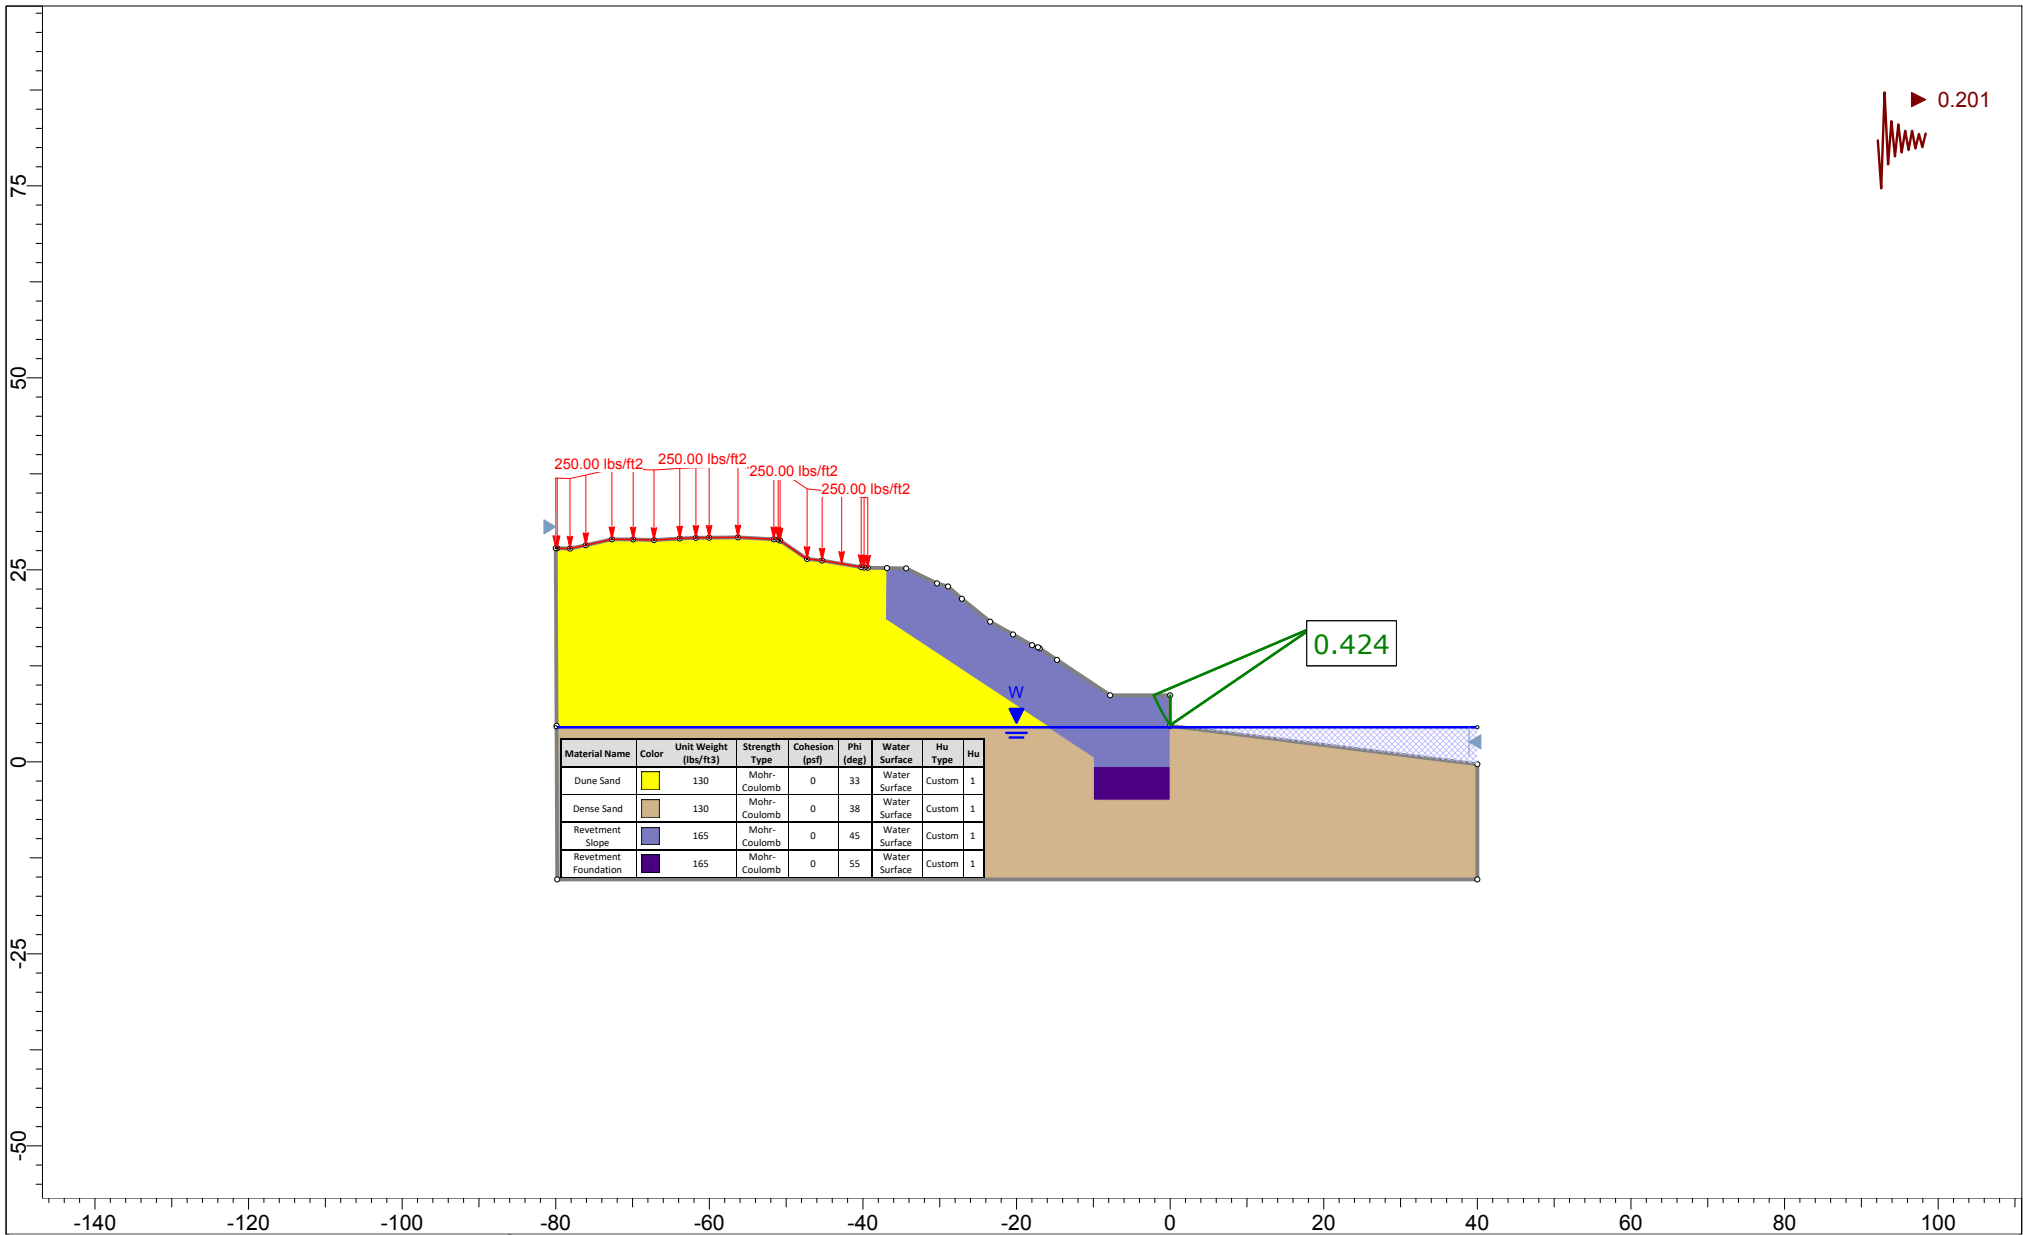 0.201
75
50
25
0
-25
-50
250.00 lbs/ft2
250.00 lbs/ft2
250.00 lbs/ft2
250.00 lbs/ft2
0.424
W
Material Name Color Unit Weight (lbs/ft3) Strength Type Cohesion (psf) Phi (deg) Water Surface Hu Type Hu
Dune Sand 130 Mohr-Coulomb 0 33 Water Surface Custom 1
Dense Sand 130 Mohr-Coulomb 0 38 Water Surface Custom 1
Revetment Slope 165 Mohr-Coulomb 0 45 Water Surface Custom 1
Revetment Foundation 165 Mohr-Coulomb 0 55 Water Surface Custom 1
-140 -120 -100 -80 -60 -40 -20 0 20 40 60 80 100